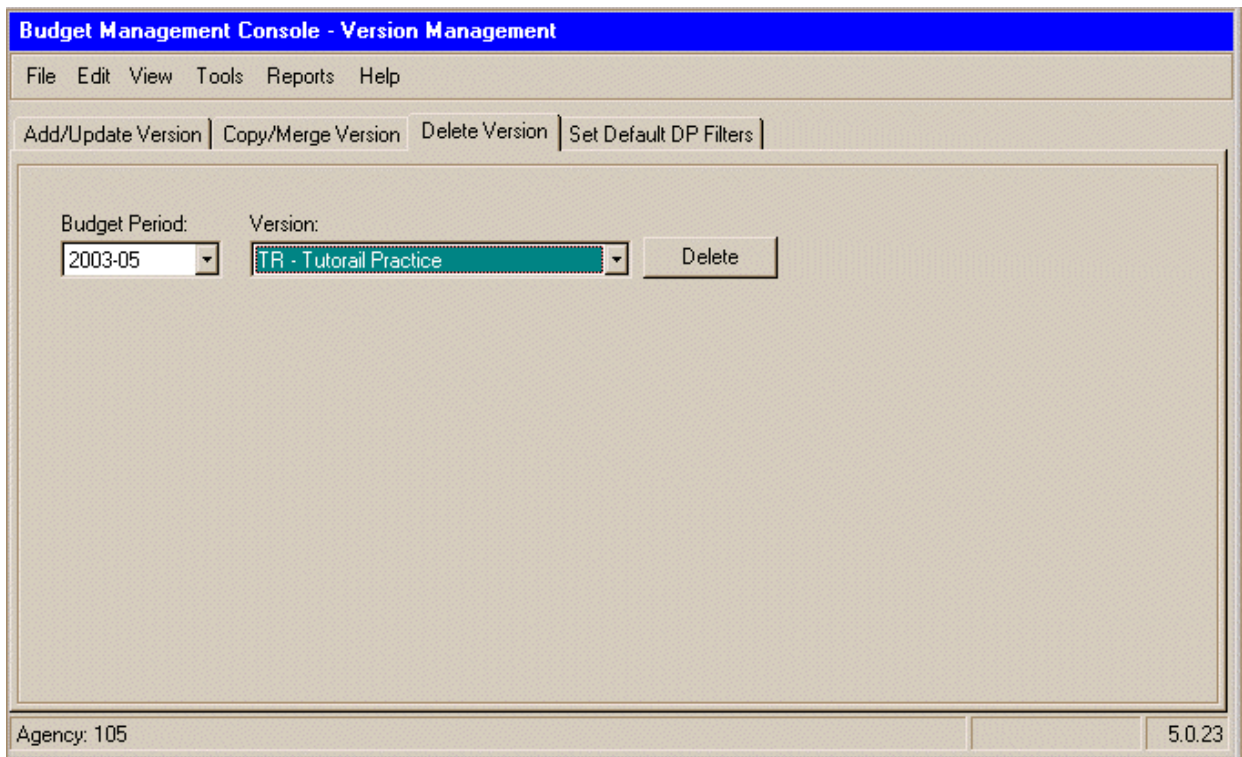 Budget Management Console - Version Management
File Edit View Tools Reports Help
Add/Update Version Copy/Merge Version Delete Version Set Default DP Filters
Budget Period: Version:
2003-05 TR - Tutorail Practice Delete
Agency: 105 5.0.23